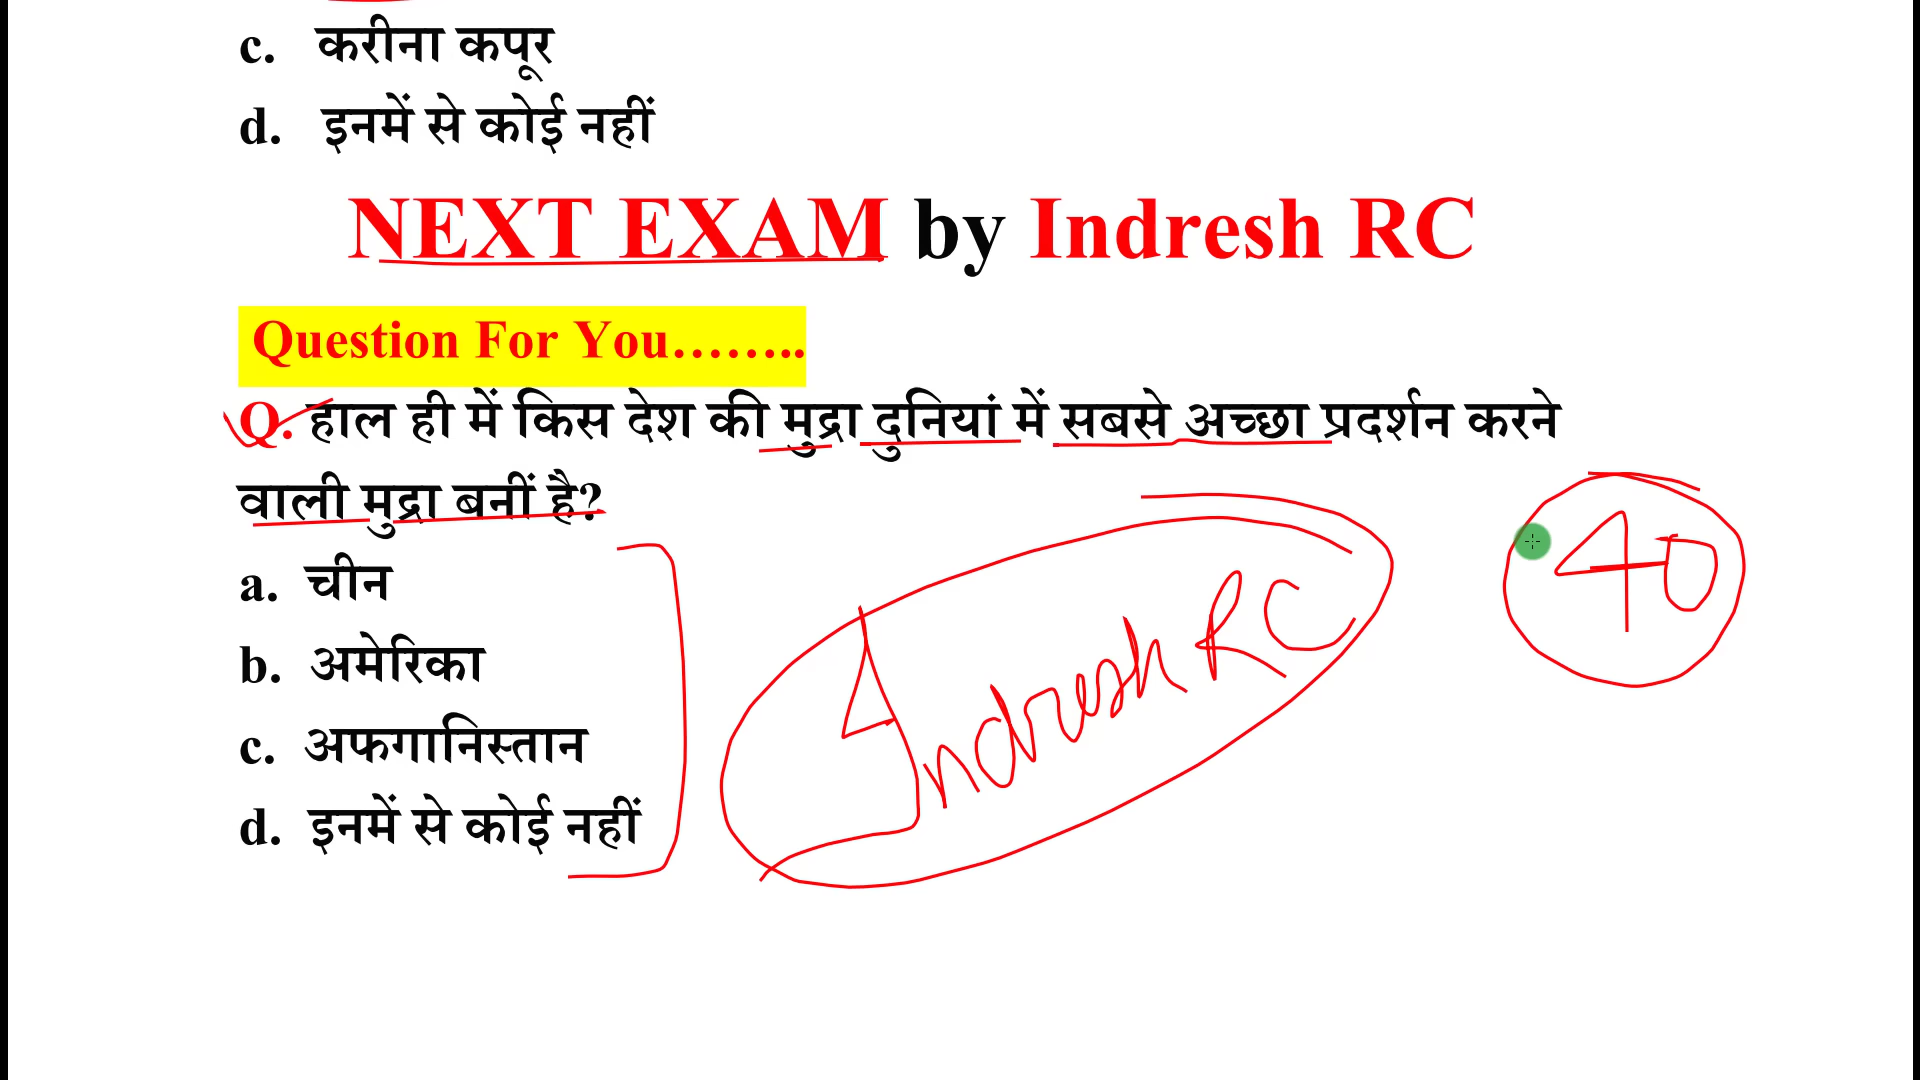 c. करीना कपूर
d. इनमें से कोई नहीं
NEXT EXAM by Indresh RC
Question For You……..
Q. हाल ही में किस देश की मुद्रा दुनियां में सबसे अच्छा प्रदर्शन करने
वाली मुद्रा बनीं है?
40
a. चीन
b. अमेरिका
Indresh RC
c. अफगानिस्तान
d. इनमें से कोई नहीं